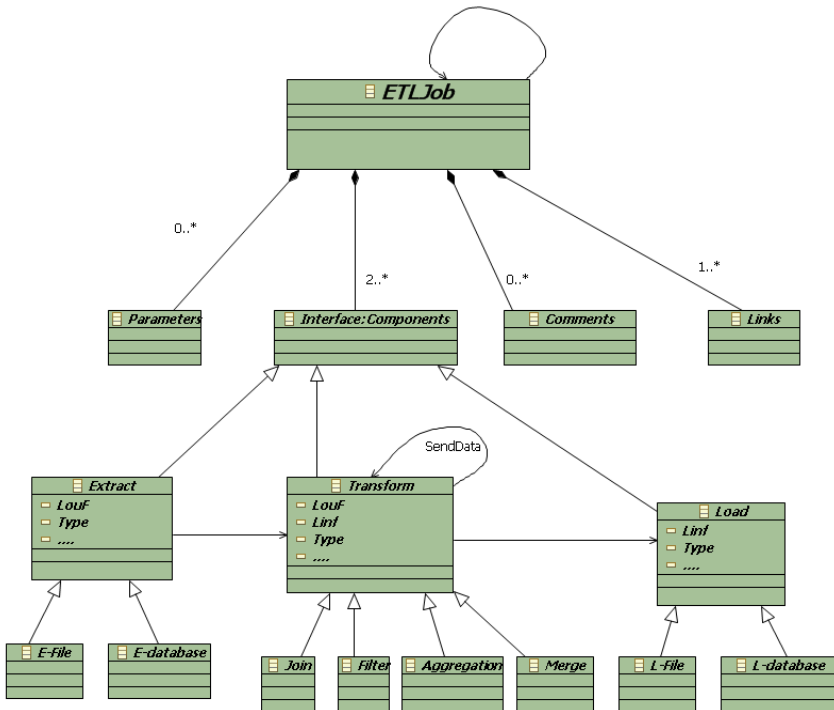 ETLJob
0..*
2..*
0..*
1..*
Parameters
Interface:Components
Comments
Links
SendData
Extract
LouF
Type
....
Transform
LouF
Linf
Type
....
Load
Linf
Type
....
E-File
E-database
Join
Filter
Aggregation
Merge
L-File
L-database